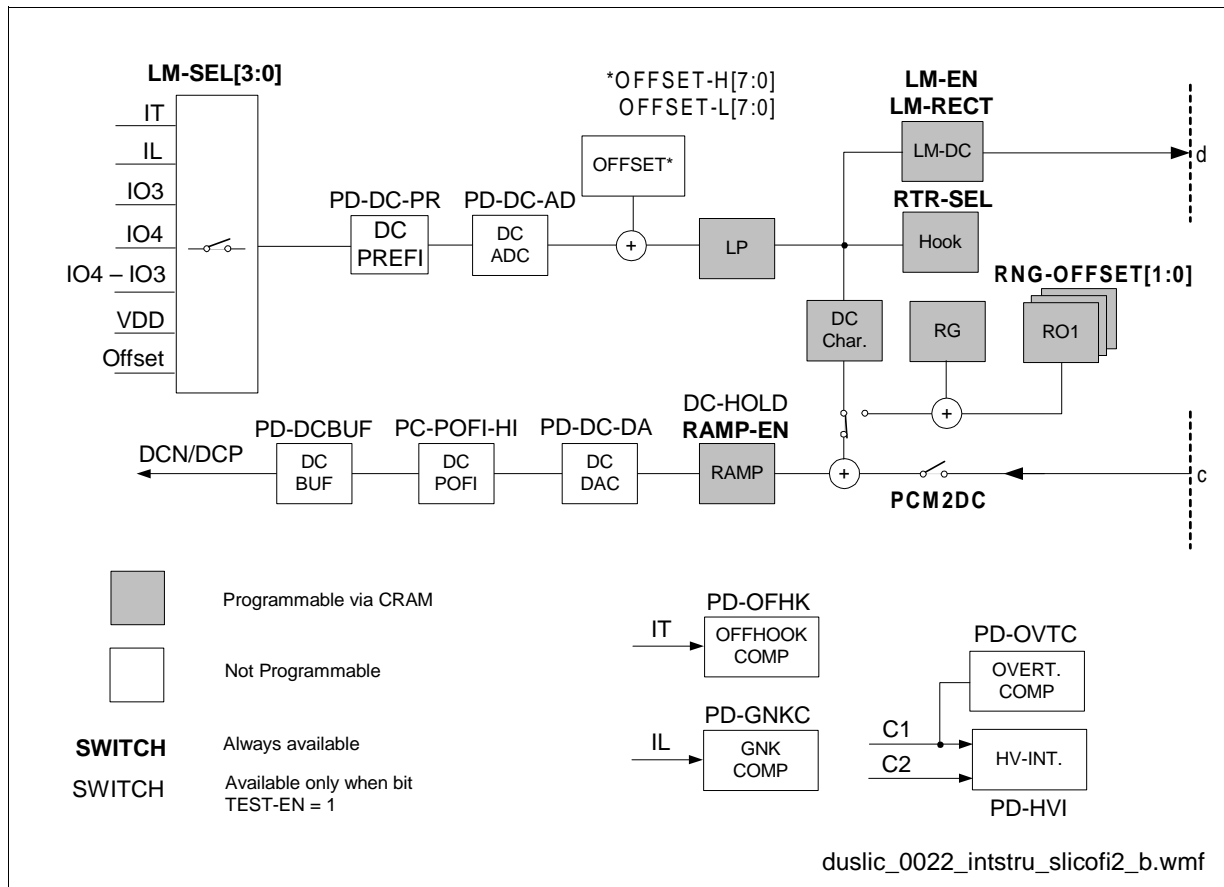 LM-SEL[3:0]
IT
IL
IO3
IO4
IO4 – IO3
VDD
Offset
*OFFSET-H[7:0]
OFFSET-L[7:0]
OFFSET*
PD-DC-PR
DC
PREFI
PD-DC-AD
DC
ADC
+
LP
LM-EN
LM-RECT
LM-DC
d
RTR-SEL
Hook
RNG-OFFSET[1:0]
DC
Char.
RG
RO1
+
DCN/DCP
PD-DCBUF
DC
BUF
PC-POFI-HI
DC
POFI
PD-DC-DA
DC
DAC
DC-HOLD
RAMP-EN
RAMP
+
PCM2DC
c
Programmable via CRAM
Not Programmable
SWITCH
Always available
SWITCH
Available only when bit
TEST-EN = 1
PD-OFHK
IT
OFFHOOK
COMP
PD-GNKC
IL
GNK
COMP
PD-OVTC
OVERT.
COMP
C1
C2
HV-INT.
PD-HVI
duslic_0022_intstru_slicofi2_b.wmf